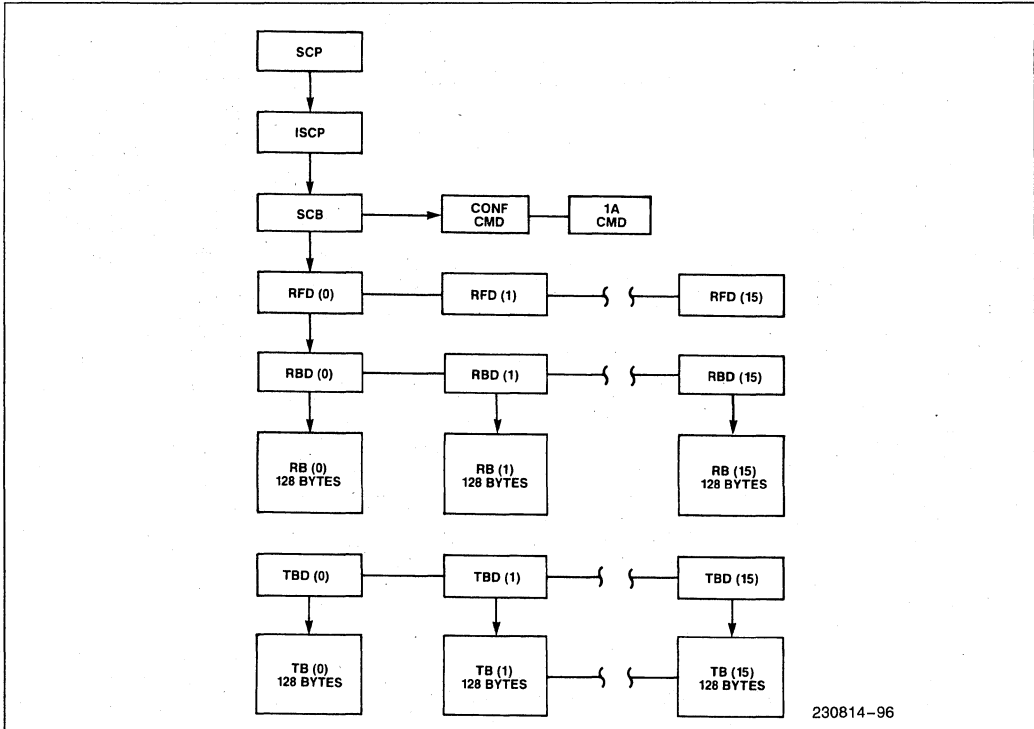 SCP
ISCP
SCB
CONF
CMD
1A
CMD
RFD (0)
RFD (1)
RFD (15)
RBD (0)
RBD (1)
RBD (15)
RB (0)
128 BYTES
RB (1)
128 BYTES
RB (15)
128 BYTES
TBD (0)
TBD (1)
TBD (15)
TB (0)
128 BYTES
TB (1)
128 BYTES
TB (15)
128 BYTES
230814–96